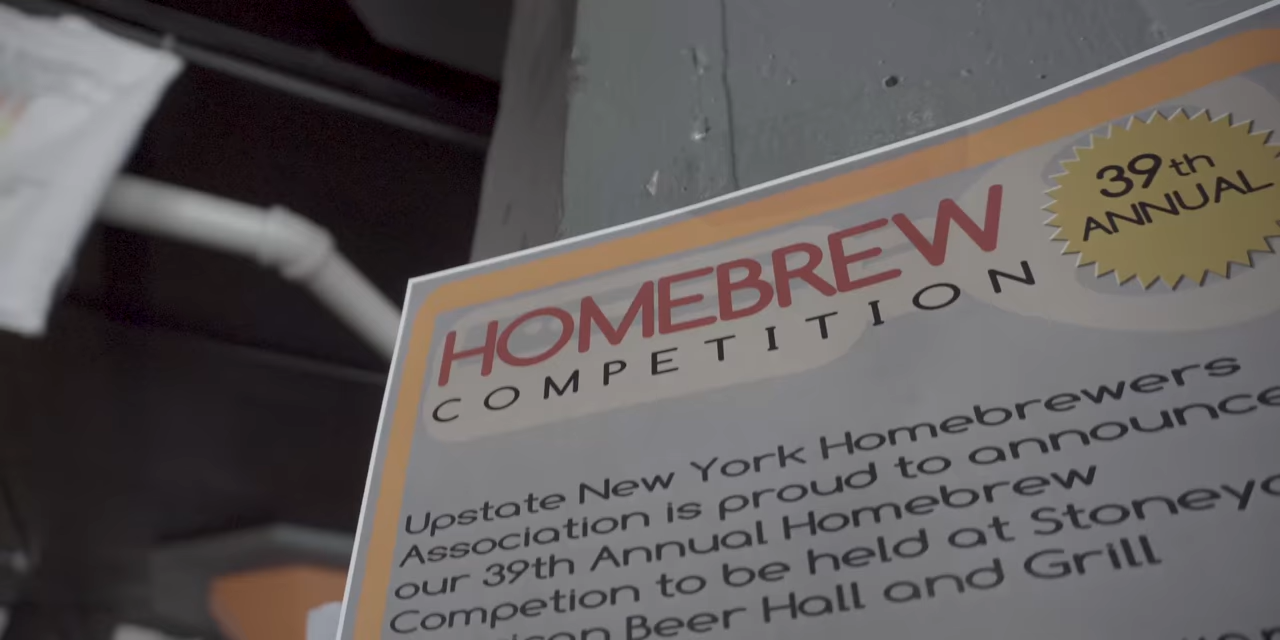 39th
ANNUAL
HOMEBREW
COMPETITION
Upstate New York Homebrewers
Association is proud to announce
our 39th Annual Homebrew
Competion to be held at
Beer Hall and Grill